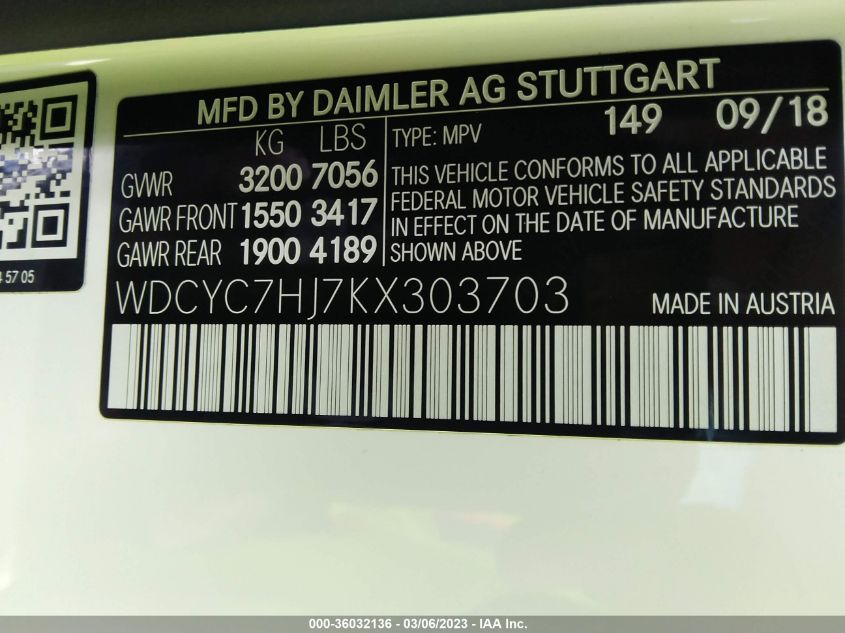 MFD BY DAIMLER AG STUTTGART
KG LBS
GVWR 3200 7056
GAWR FRONT 1550 3417
GAWR REAR 1900 4189
149 09/18
TYPE: MPV
THIS VEHICLE CONFORMS TO ALL APPLICABLE
FEDERAL MOTOR VEHICLE SAFETY STANDARDS
IN EFFECT ON THE DATE OF MANUFACTURE
SHOWN ABOVE
WDCYC7HJ7KX303703
MADE IN AUSTRIA
5705
000-36032136 - 03/06/2023 - IAA Inc.